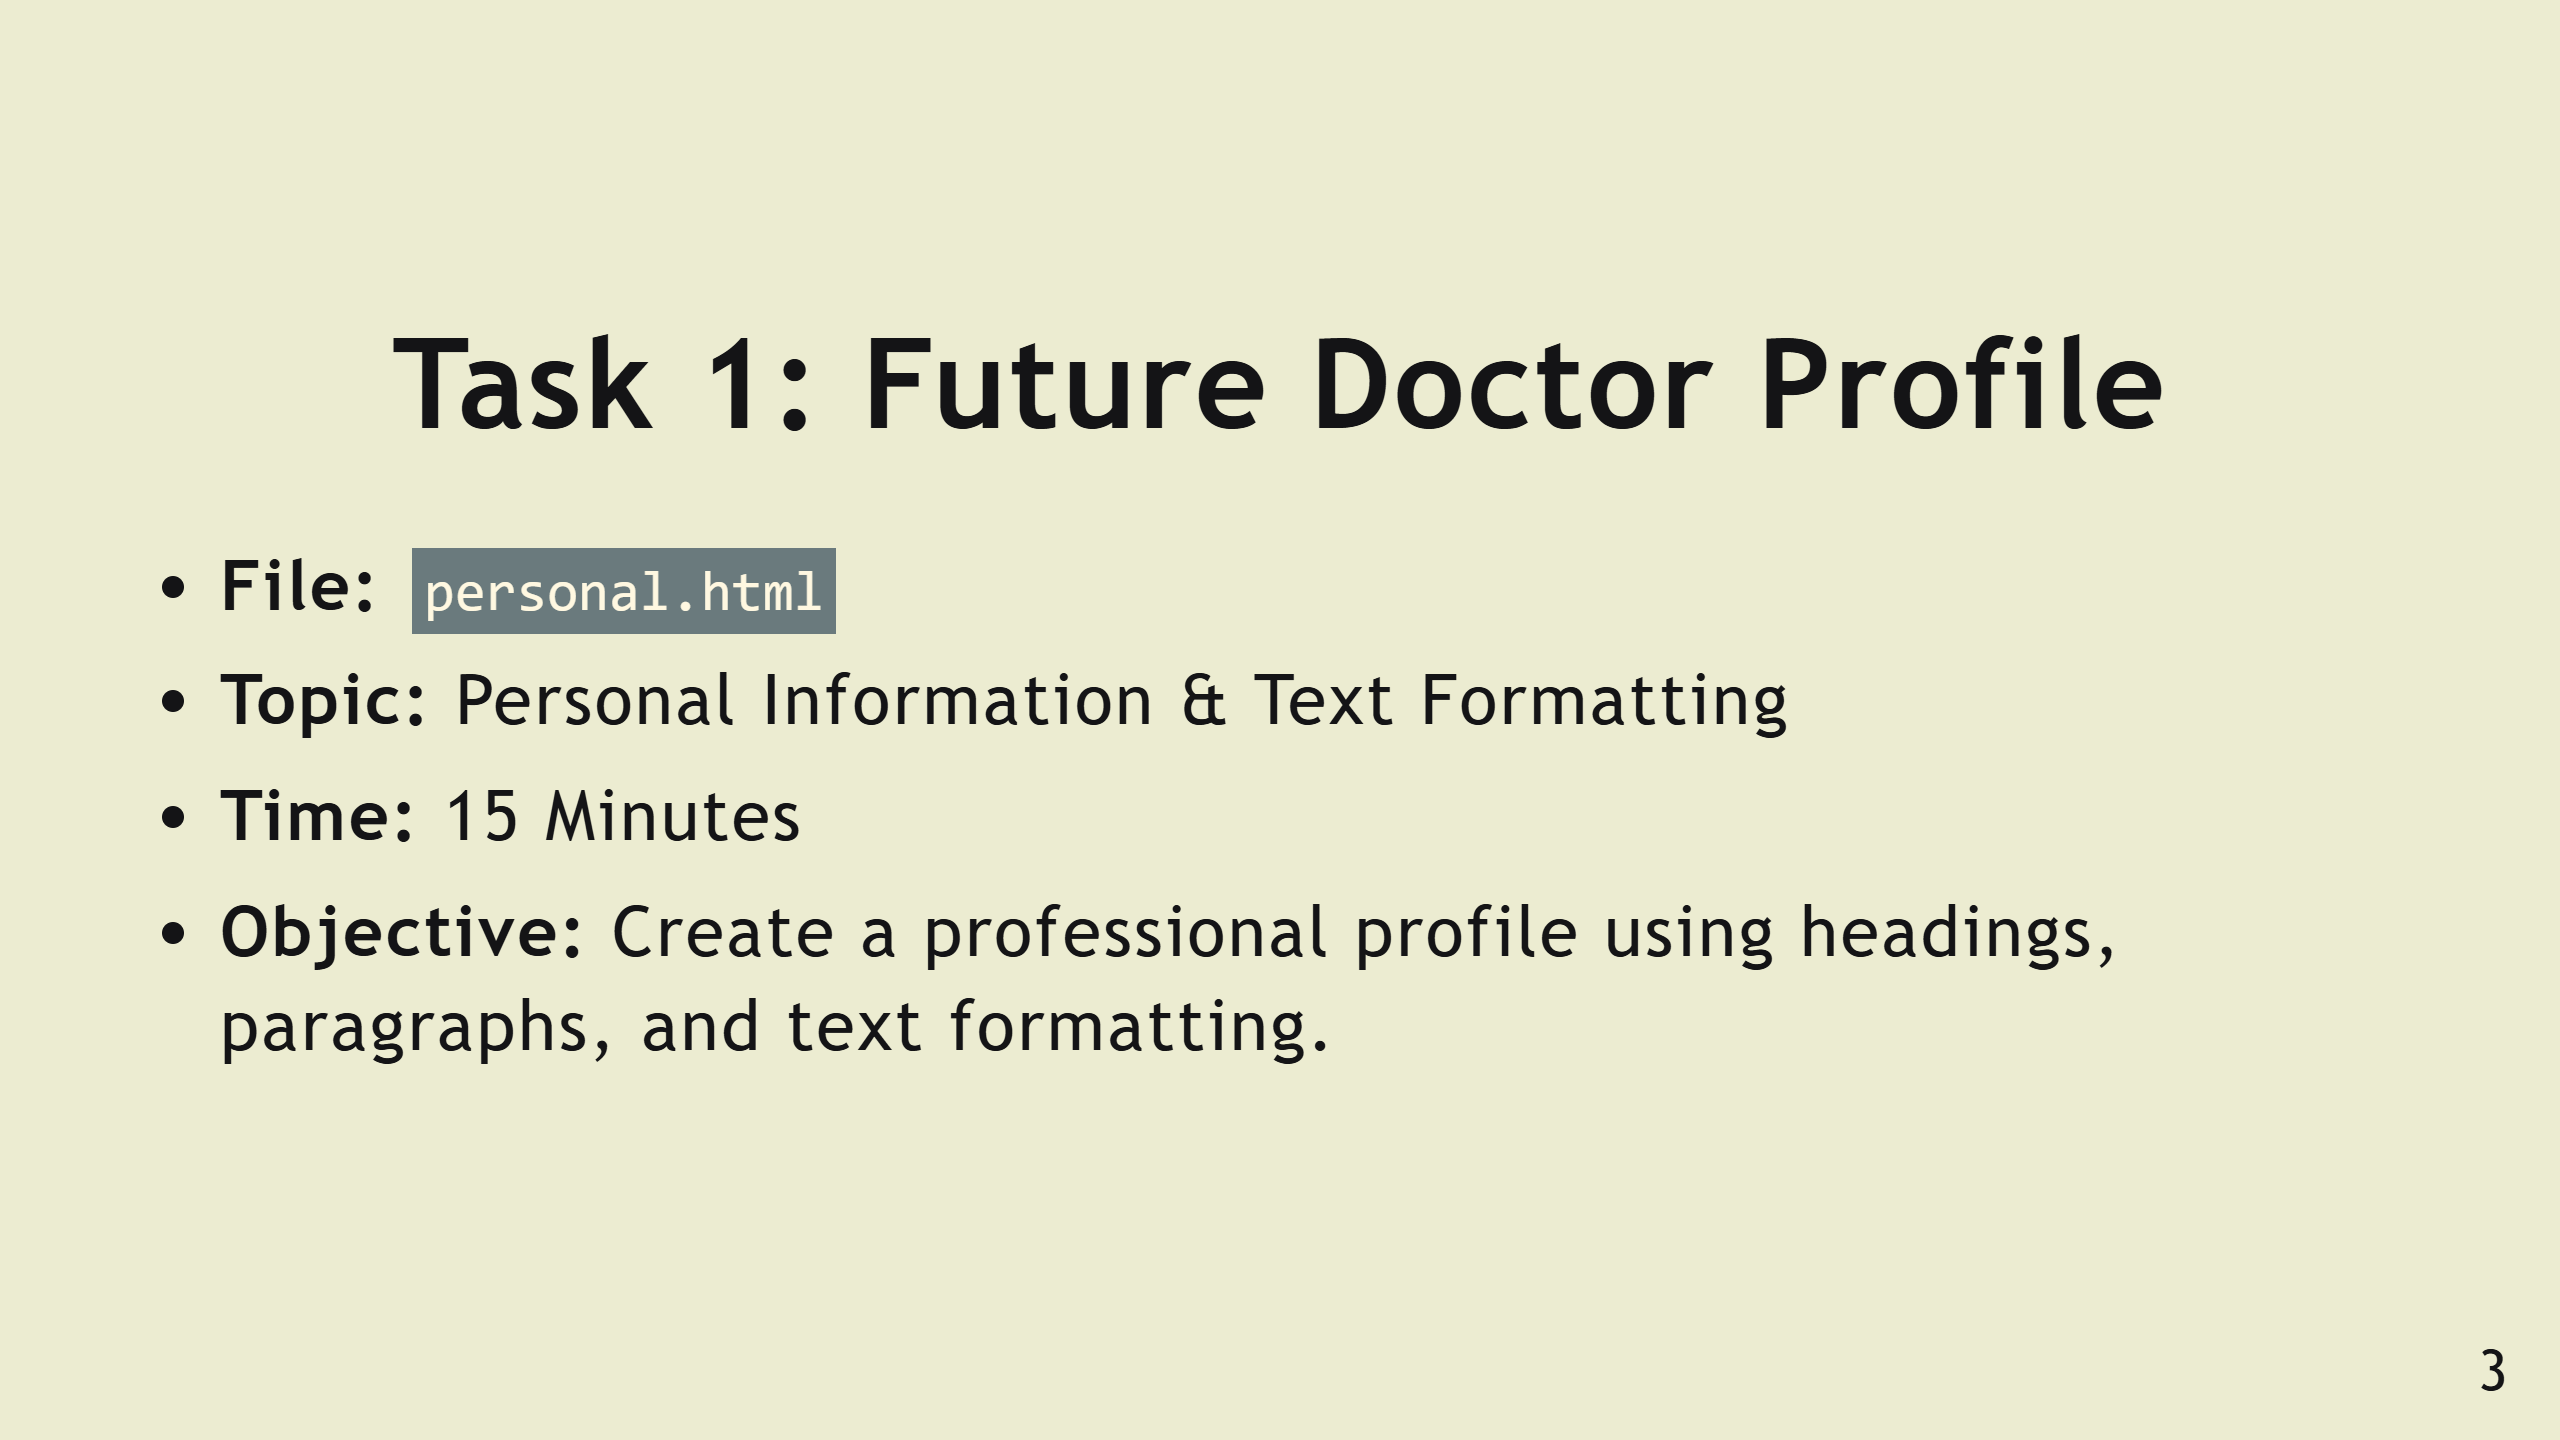 Task 1: Future Doctor Profile
• File: personal.html
• Topic: Personal Information & Text Formatting
• Time: 15 Minutes
• Objective: Create a professional profile using headings,
paragraphs, and text formatting.
3